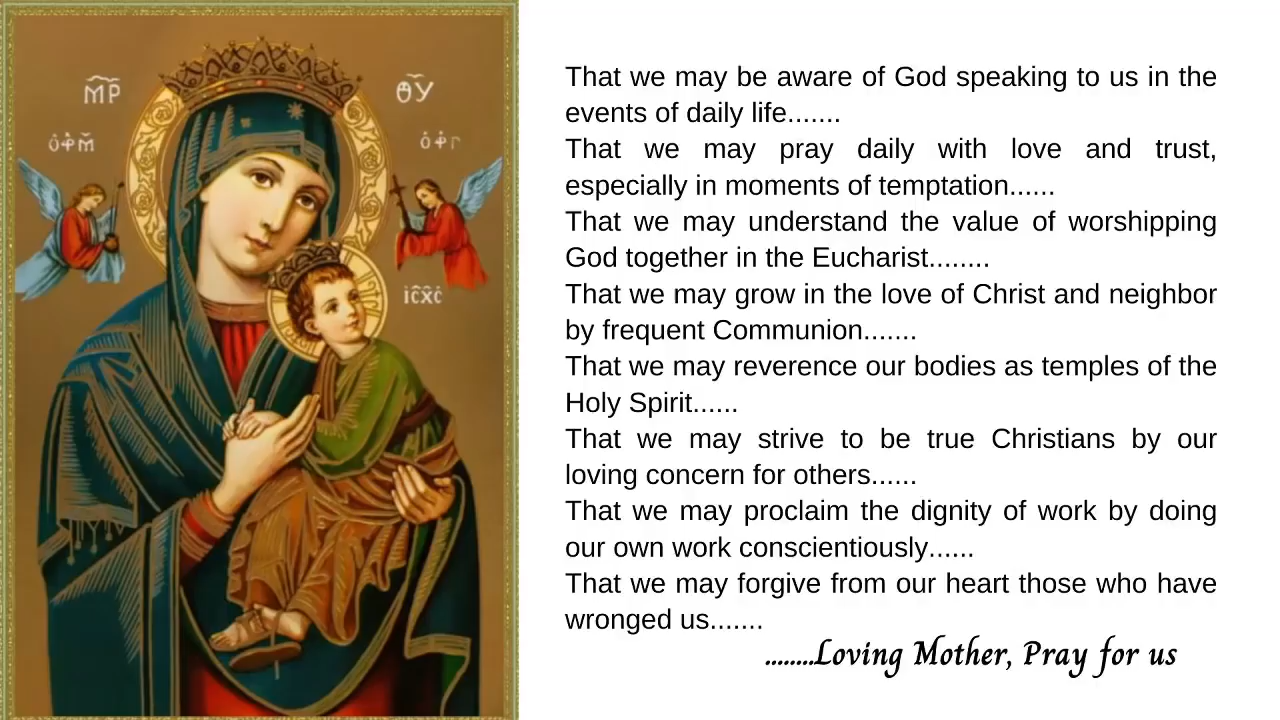 M͞P Θ͞Υ
That we may be aware of God speaking to us in the
events of daily life.......
That we may pray daily with love and trust,
especially in moments of temptation......
That we may understand the value of worshipping
God together in the Eucharist........
That we may grow in the love of Christ and neighbor
by frequent Communion.......
That we may reverence our bodies as temples of the
Holy Spirit......
That we may strive to be true Christians by our
loving concern for others......
That we may proclaim the dignity of work by doing
our own work conscientiously......
That we may forgive from our heart those who have
wronged us.......
........Loving Mother, Pray for us